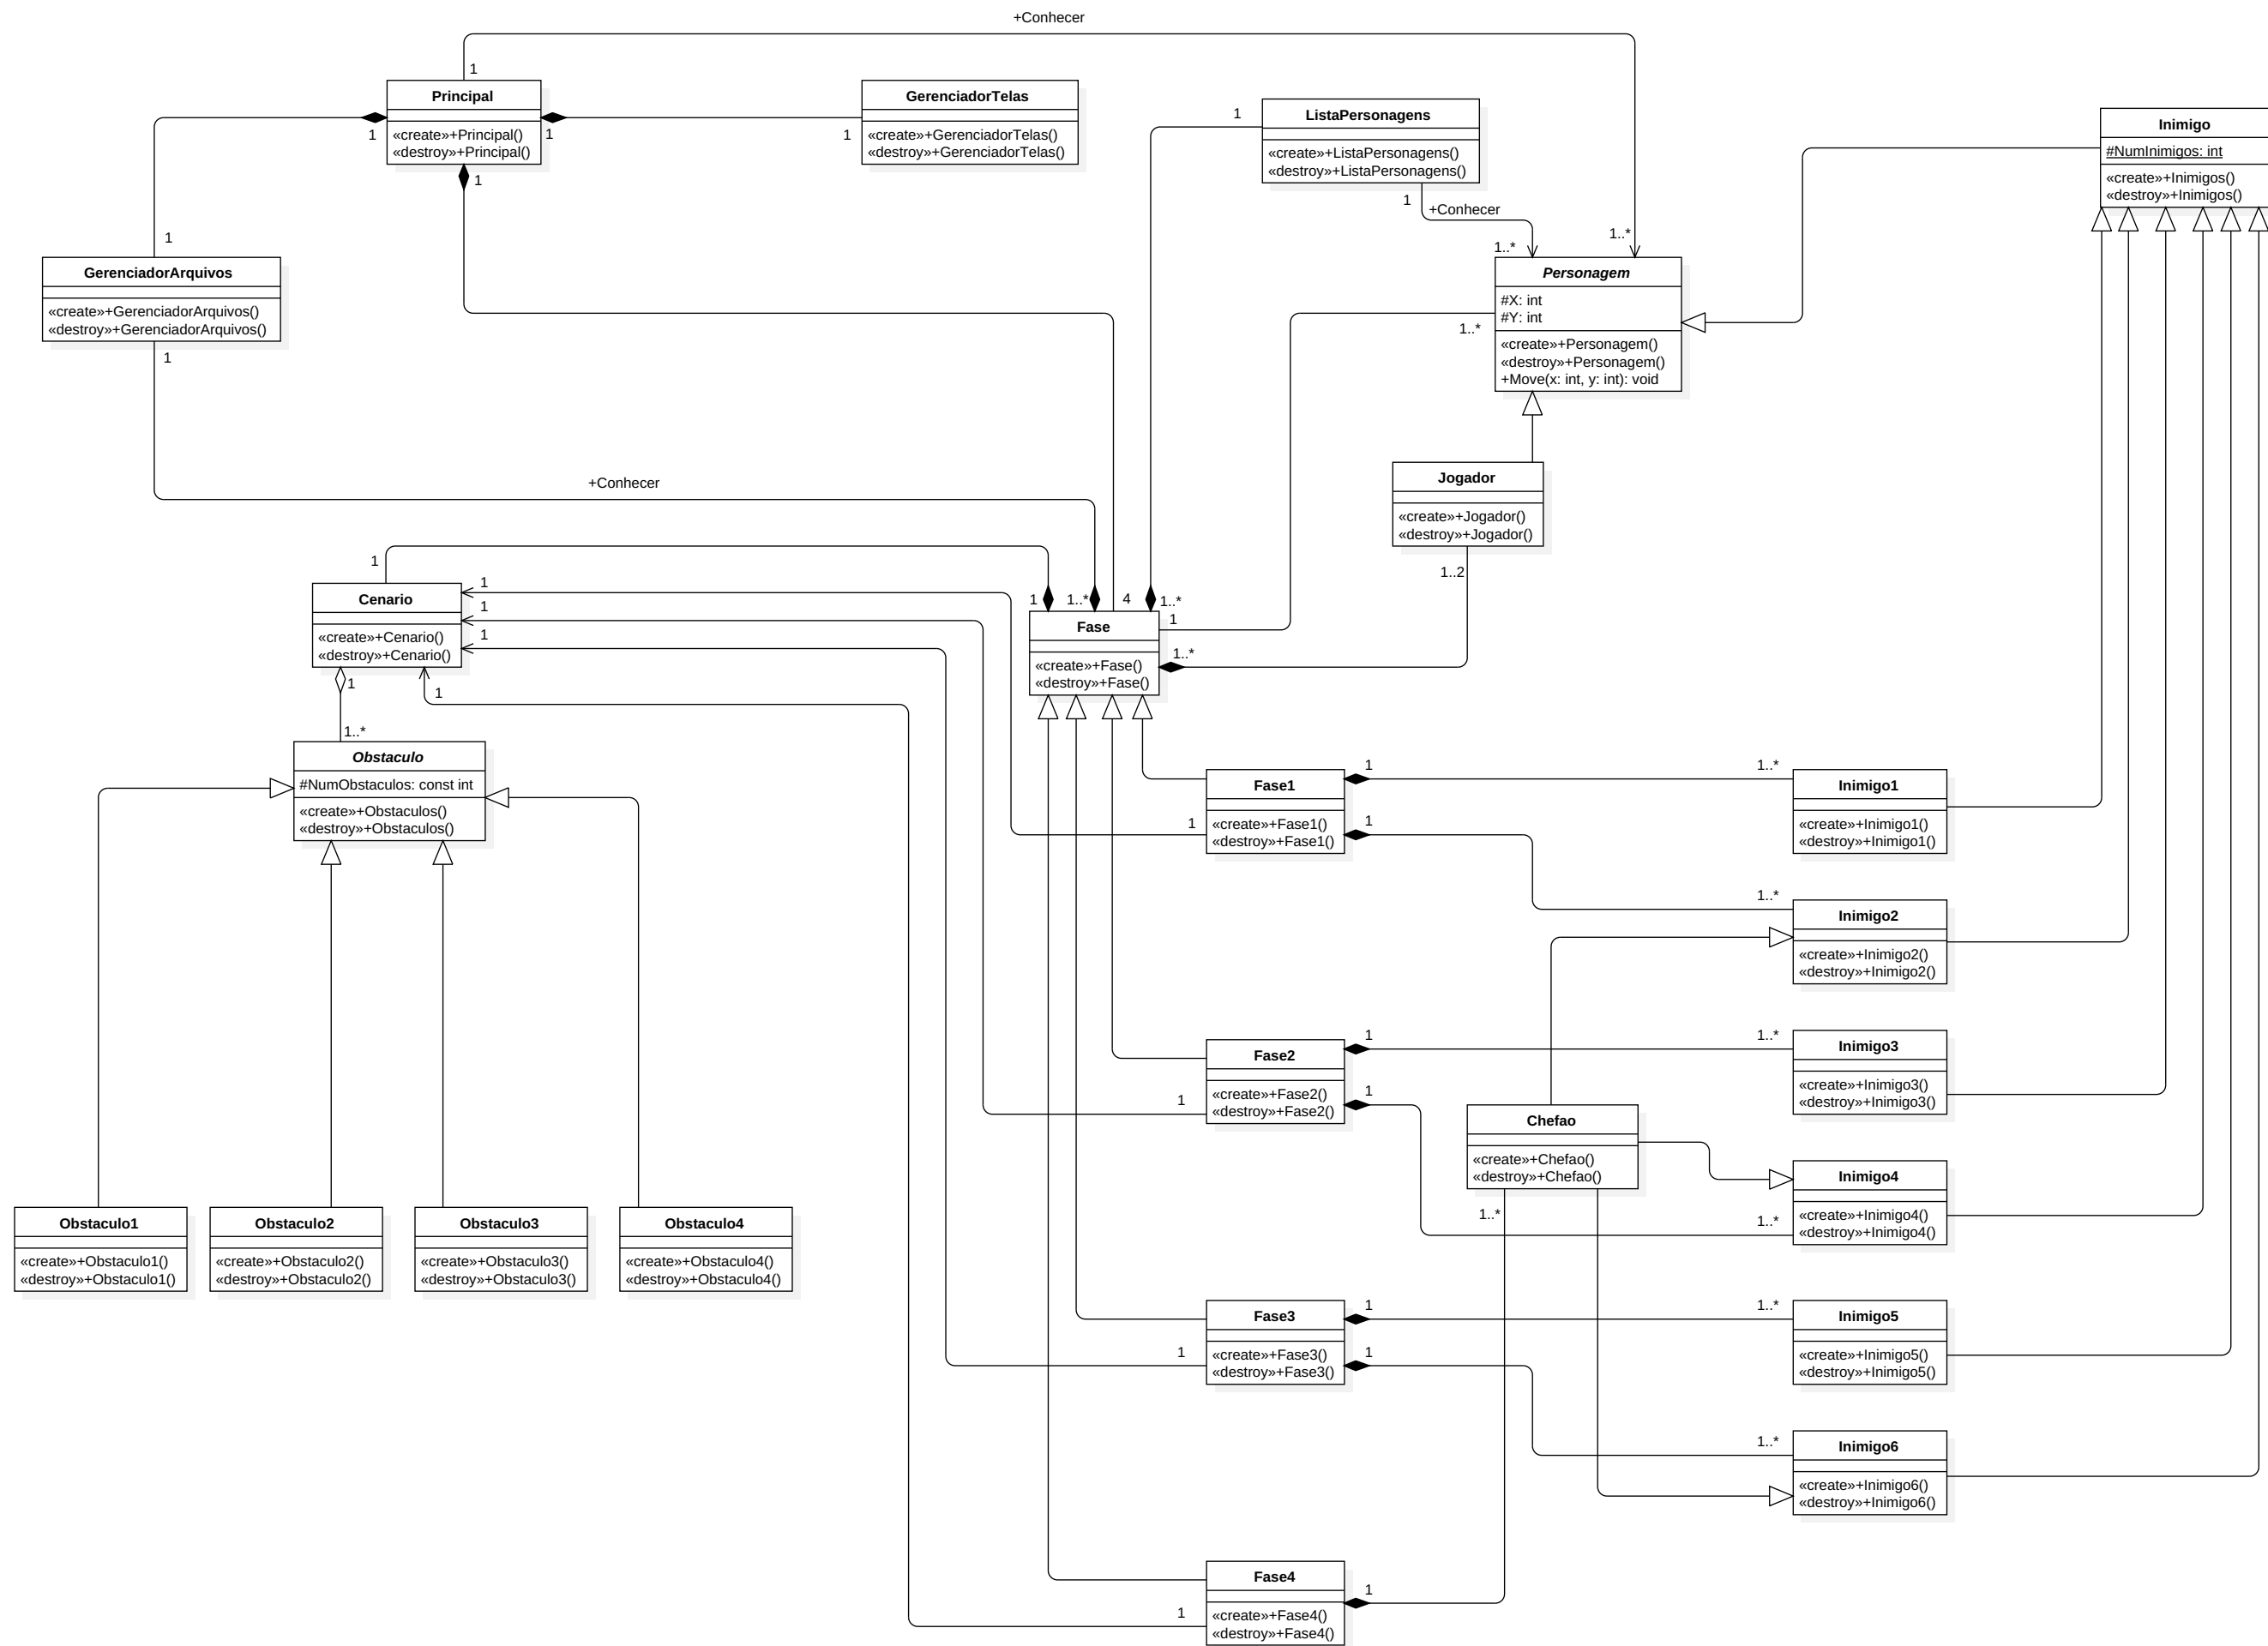 +Conhecer
1
Principal
«create»+Principal()
«destroy»+Principal()
1
1
1
1
GerenciadorTelas
«create»+GerenciadorTelas()
«destroy»+GerenciadorTelas()
1
ListaPersonagens
«create»+ListaPersonagens()
«destroy»+ListaPersonagens()
1
+Conhecer
1..*
1..*
Inimigo
#NumInimigos: int
«create»+Inimigos()
«destroy»+Inimigos()
1
GerenciadorArquivos
«create»+GerenciadorArquivos()
«destroy»+GerenciadorArquivos()
1
Personagem
#X: int
#Y: int
«create»+Personagem()
«destroy»+Personagem()
+Move(x: int, y: int): void
1..*
+Conhecer
Jogador
«create»+Jogador()
«destroy»+Jogador()
1..2
1
Cenario
«create»+Cenario()
«destroy»+Cenario()
1
1
1
1
1
1
1..*
4
1..*
1
1..*
Fase
«create»+Fase()
«destroy»+Fase()
1..*
Obstaculo
#NumObstaculos: const int
«create»+Obstaculos()
«destroy»+Obstaculos()
Fase1
«create»+Fase1()
«destroy»+Fase1()
1
1
1
1..*
Inimigo1
«create»+Inimigo1()
«destroy»+Inimigo1()
1..*
Inimigo2
«create»+Inimigo2()
«destroy»+Inimigo2()
Fase2
«create»+Fase2()
«destroy»+Fase2()
1
1
1
1..*
Inimigo3
«create»+Inimigo3()
«destroy»+Inimigo3()
Chefao
«create»+Chefao()
«destroy»+Chefao()
1..*
1..*
Inimigo4
«create»+Inimigo4()
«destroy»+Inimigo4()
Obstaculo1
«create»+Obstaculo1()
«destroy»+Obstaculo1()
Obstaculo2
«create»+Obstaculo2()
«destroy»+Obstaculo2()
Obstaculo3
«create»+Obstaculo3()
«destroy»+Obstaculo3()
Obstaculo4
«create»+Obstaculo4()
«destroy»+Obstaculo4()
Fase3
«create»+Fase3()
«destroy»+Fase3()
1
1
1
1..*
Inimigo5
«create»+Inimigo5()
«destroy»+Inimigo5()
1..*
Inimigo6
«create»+Inimigo6()
«destroy»+Inimigo6()
Fase4
«create»+Fase4()
«destroy»+Fase4()
1
1